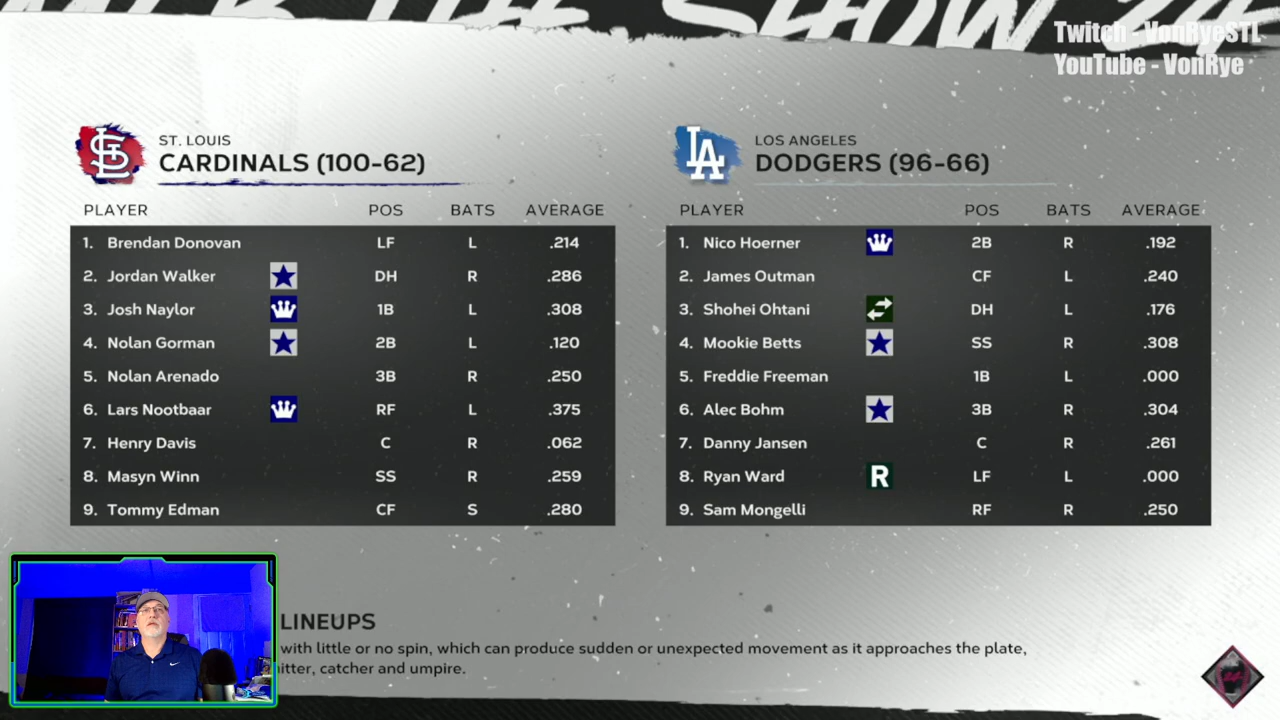 MLB THE SHOW 24
Twitch - VonRyeSTL
YouTube - VonRye
ST. LOUIS
CARDINALS (100-62)
PLAYER POS BATS AVERAGE
1. Brendan Donovan LF L .214
2. Jordan Walker DH R .286
3. Josh Naylor 1B L .308
4. Nolan Gorman 2B L .120
5. Nolan Arenado 3B R .250
6. Lars Nootbaar RF L .375
7. Henry Davis C R .062
8. Masyn Winn SS R .259
9. Tommy Edman CF S .280
LOS ANGELES
DODGERS (96-66)
PLAYER POS BATS AVERAGE
1. Nico Hoerner 2B R .192
2. James Outman CF L .240
3. Shohei Ohtani DH L .176
4. Mookie Betts SS R .308
5. Freddie Freeman 1B L .000
6. Alec Bohm 3B R .304
7. Danny Jansen C R .261
8. Ryan Ward R LF L .000
9. Sam Mongelli RF R .250
LINEUPS
with little or no spin, which can produce sudden or unexpected movement as it approaches the plate,
itter, catcher and umpire.